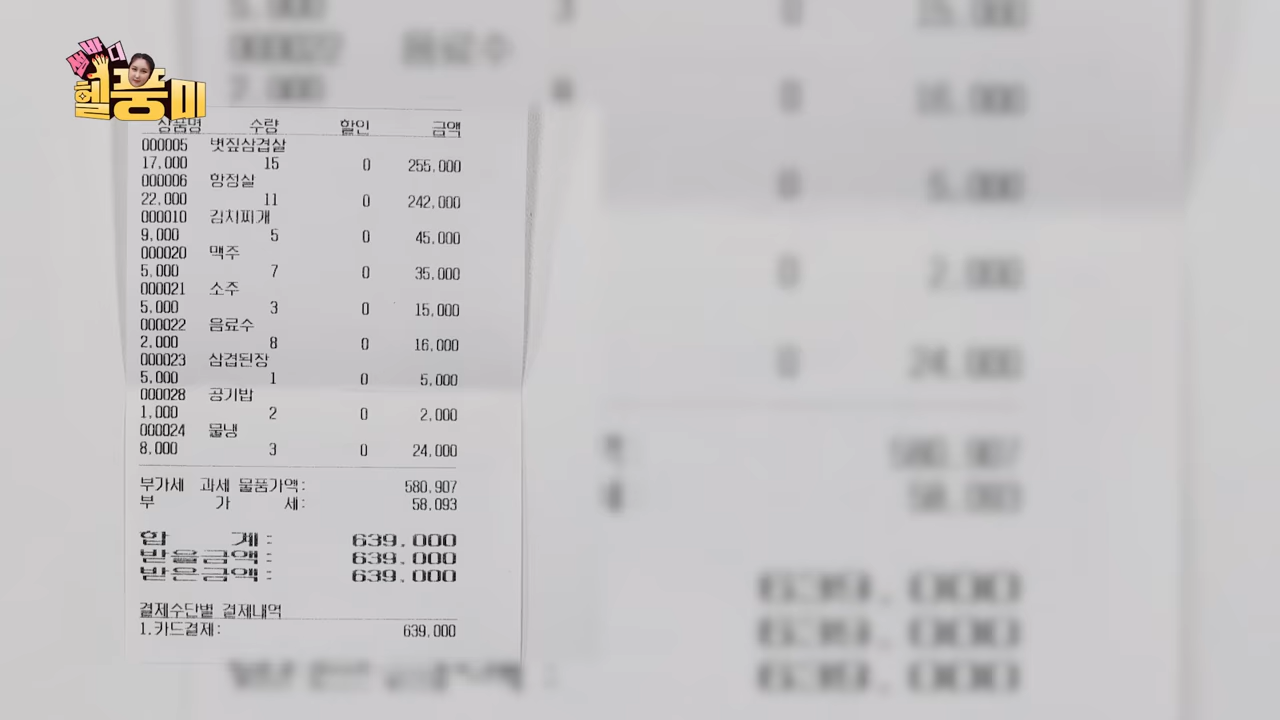 쌔바디
헬풍미
상품명 수량 할인 금액
000005 볏짚삼겹살
17,000 15 0 255,000
000006 항정살
22,000 11 0 242,000
000010 김치찌개
9,000 5 0 45,000
000020 맥주
5,000 7 0 35,000
000021 소주
5,000 3 0 15,000
000022 음료수
2,000 8 0 16,000
000023 삼겹된장
5,000 1 0 5,000
000028 공기밥
1,000 2 0 2,000
000024 물냉
8,000 3 0 24,000
부가세 과세 물품가액: 580,907
부 가 세: 58,093
합 계: 639,000
받을금액: 639,000
받은금액: 639,000
결제수단별 결제내역
1.카드결제: 639,000